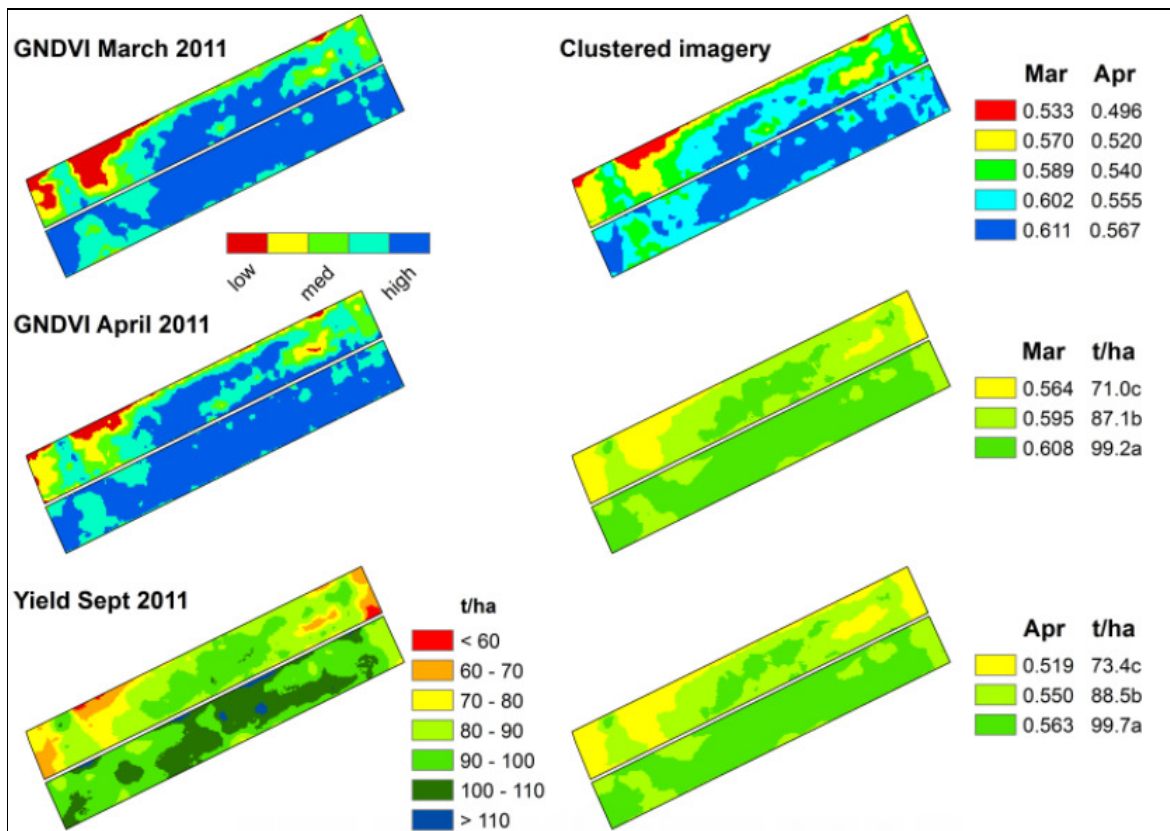 GNDVI March 2011
low
med
high
Clustered imagery
Mar Apr
0.533 0.496
0.570 0.520
0.589 0.540
0.602 0.555
0.611 0.567
GNDVI April 2011
Mar t/ha
0.564 71.0c
0.595 87.1b
0.608 99.2a
Yield Sept 2011
t/ha
< 60
60 - 70
70 - 80
80 - 90
90 - 100
100 - 110
> 110
Apr t/ha
0.519 73.4c
0.550 88.5b
0.563 99.7a